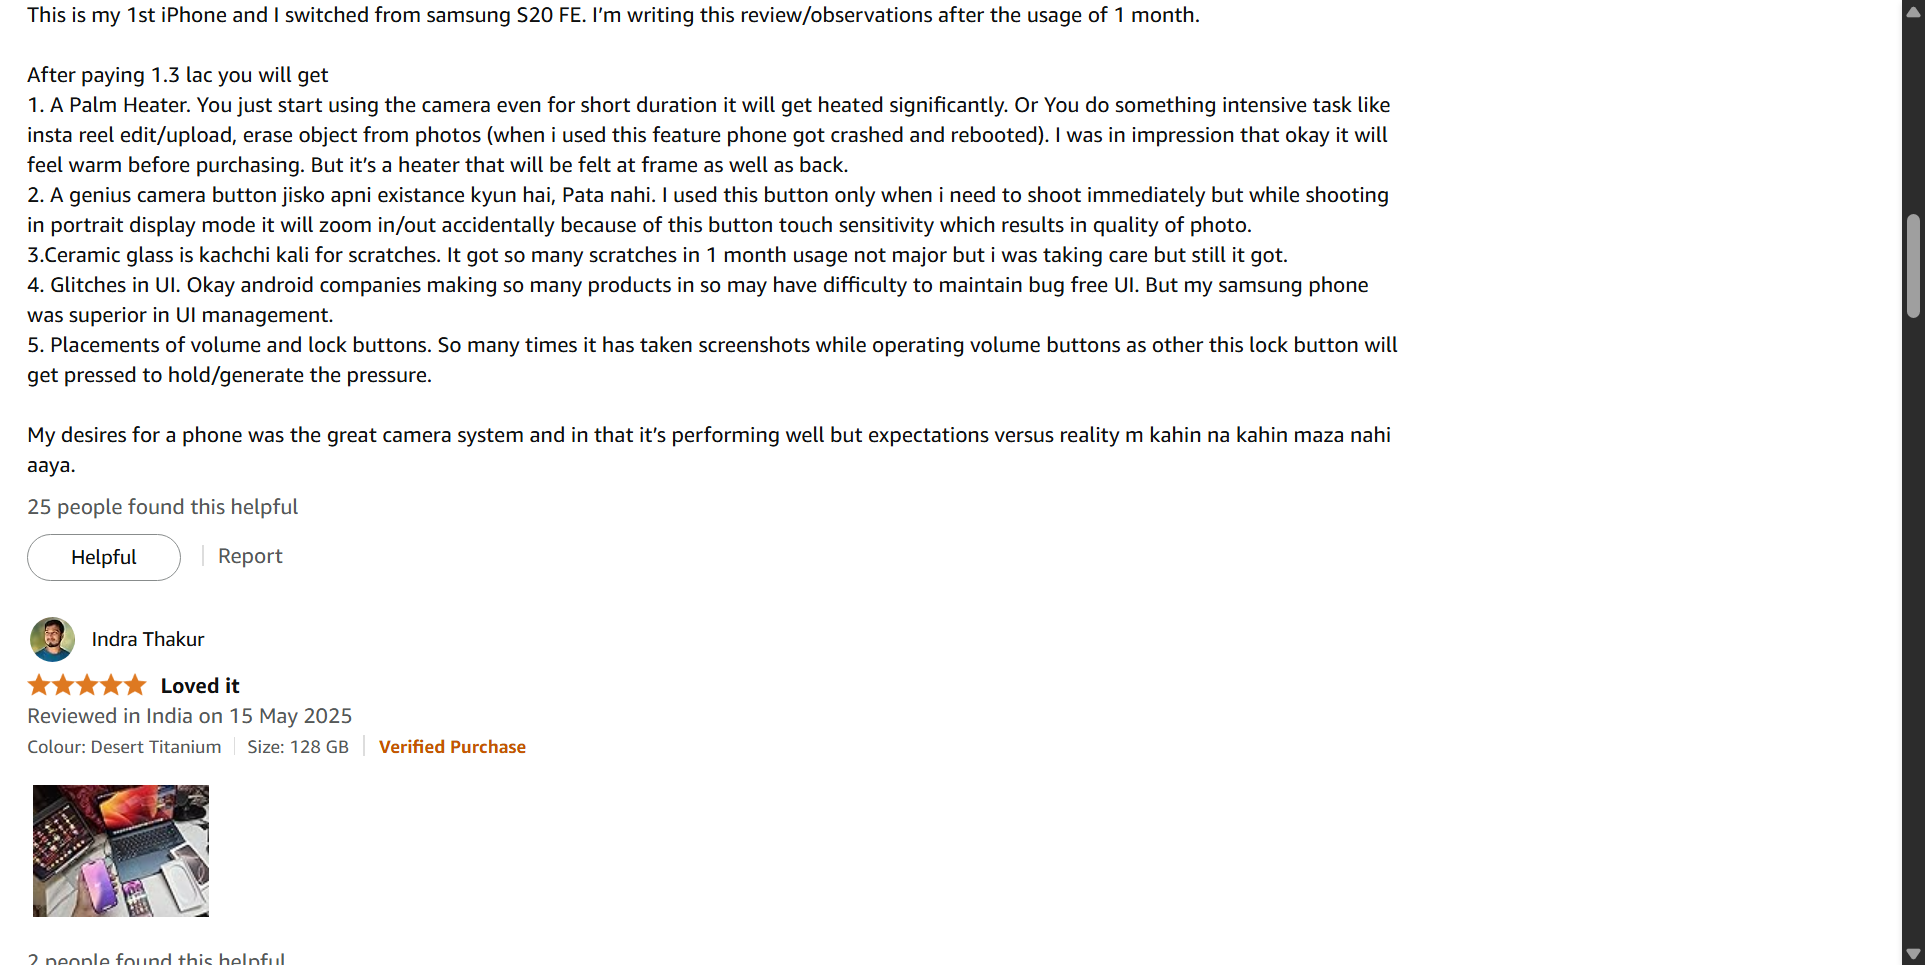 This is my 1st iPhone and I switched from samsung S20 FE. I’m writing this review/observations after the usage of 1 month.
After paying 1.3 lac you will get
1. A Palm Heater. You just start using the camera even for short duration it will get heated significantly. Or You do something intensive task like
insta reel edit/upload, erase object from photos (when i used this feature phone got crashed and rebooted). I was in impression that okay it will
feel warm before purchasing. But it’s a heater that will be felt at frame as well as back.
2. A genius camera button jisko apni existance kyun hai, Pata nahi. I used this button only when i need to shoot immediately but while shooting
in portrait display mode it will zoom in/out accidentally because of this button touch sensitivity which results in quality of photo.
3.Ceramic glass is kachchi kali for scratches. It got so many scratches in 1 month usage not major but i was taking care but still it got.
4. Glitches in UI. Okay android companies making so many products in so may have difficulty to maintain bug free UI. But my samsung phone
was superior in UI management.
5. Placements of volume and lock buttons. So many times it has taken screenshots while operating volume buttons as other this lock button will
get pressed to hold/generate the pressure.
My desires for a phone was the great camera system and in that it’s performing well but expectations versus reality m kahin na kahin maza nahi
aaya.
25 people found this helpful
Helpful
Report
Indra Thakur
Loved it
Reviewed in India on 15 May 2025
Colour: Desert Titanium
Size: 128 GB
Verified Purchase
2 people found this helpful